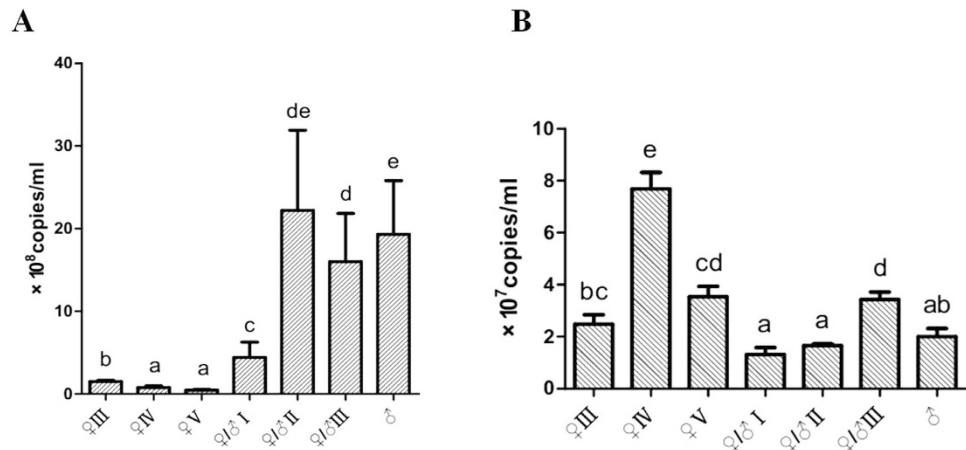 A
B
× 10⁸copies/ml
40
30
20
10
0
b
a
a
c
de
d
e
♀III
♀IV
♀V
♀/♂ I
♀/♂ II
♀/♂III
♂
× 10⁷copies/ml
10
8
6
4
2
0
bc
e
cd
a
a
d
ab
♀III
♀IV
♀V
♀/♂ I
♀/♂ II
♀/♂III
♂